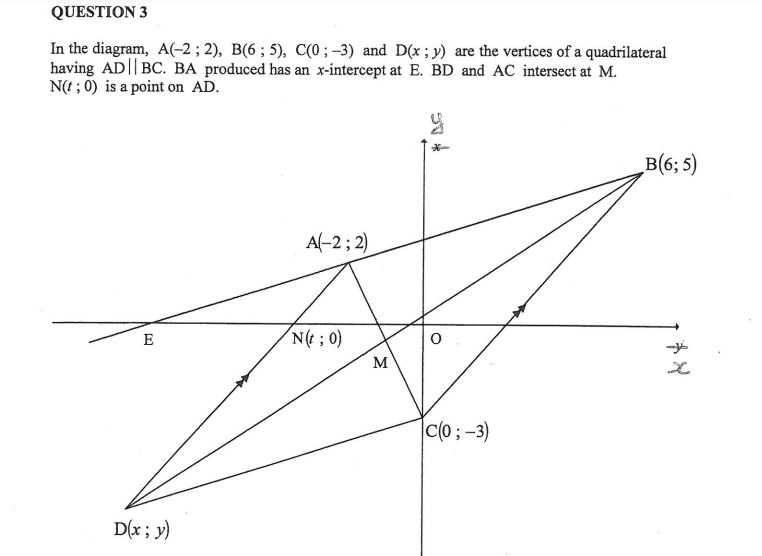 QUESTION 3
In the diagram, A(–2 ; 2), B(6 ; 5), C(0 ; –3) and D(x ; y) are the vertices of a quadrilateral
having AD||BC. BA produced has an x-intercept at E. BD and AC intersect at M.
N(t ; 0) is a point on AD.
y
x
B(6; 5)
A(–2 ; 2)
E
N(t ; 0)
O
y
M
x
C(0 ; –3)
D(x ; y)